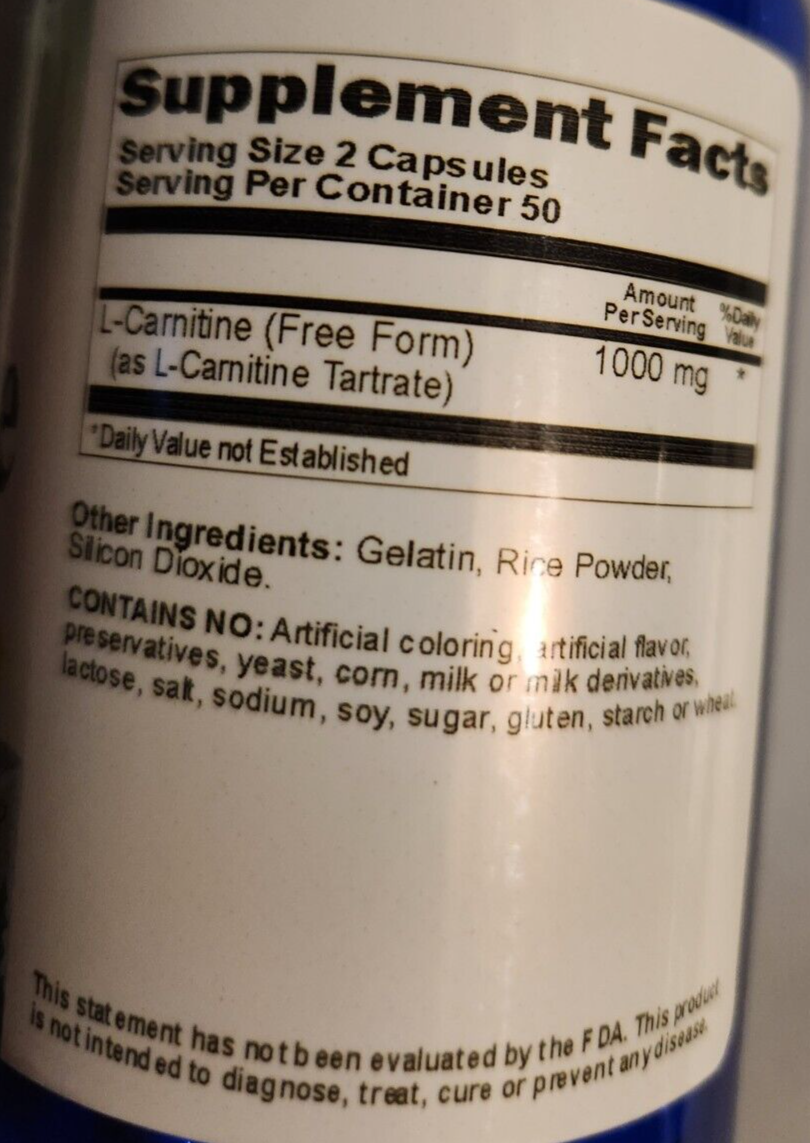 Supplement Facts
Serving Size 2 Capsules
Serving Per Container 50
Amount
Per Serving
%Daily
Value
L-Carnitine (Free Form)
(as L-Carnitine Tartrate)
1000 mg *
*Daily Value not Established
Other Ingredients: Gelatin, Rice Powder,
Silicon Dioxide.
CONTAINS NO: Artificial coloring, artificial flavor,
preservatives, yeast, corn, milk or milk derivatives,
lactose, salt, sodium, soy, sugar, gluten, starch or wheat.
This statement has not been evaluated by the FDA. This product
is not intended to diagnose, treat, cure or prevent any disease.